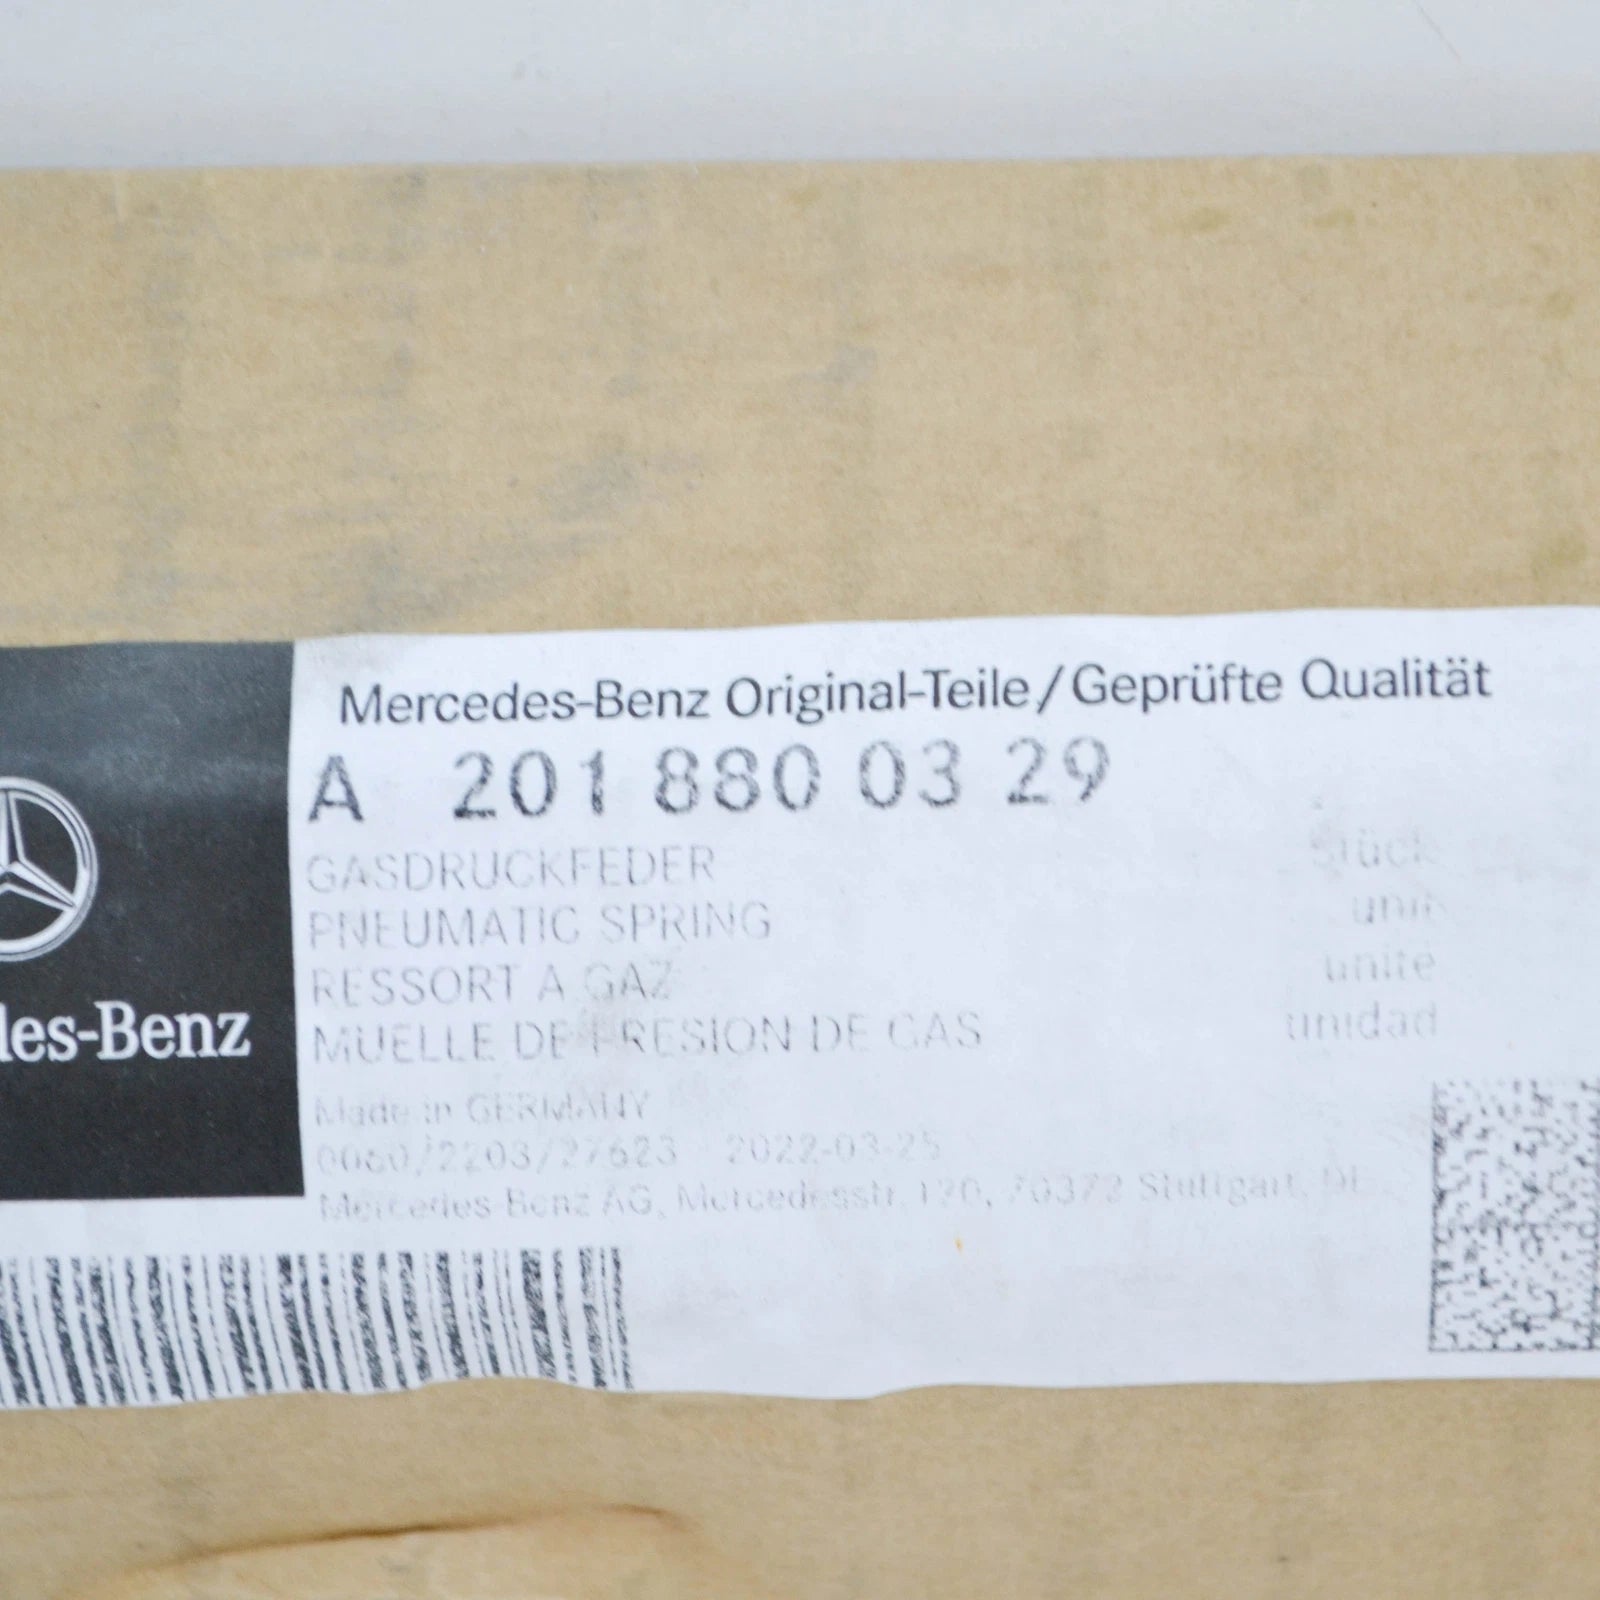 Mercedes-Benz Original-Teile/Geprüfte Qualität
A 201 880 03 29
GASDRUCKFEDER
Stück
PNEUMATIC SPRING
unit
RESSORT A GAZ
unite
MUELLE DE PRESION DE GAS
unidad
Made in GERMANY
0060/2203/27623 2022-03-25
Mercedes-Benz AG, Mercedesstr. 120, 70372 Stuttgart, DE
des-Benz